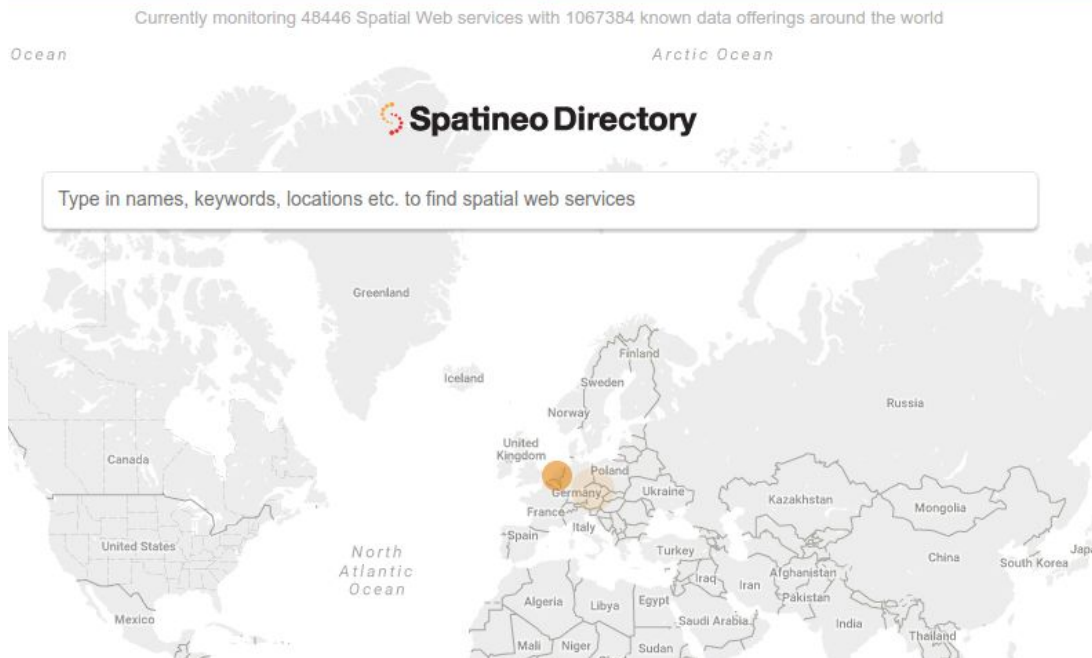 Currently monitoring 48446 Spatial Web services with 1067384 known data offerings around the world
Ocean
Arctic Ocean
Spatineo Directory
Type in names, keywords, locations etc. to find spatial web services
Greenland
Finland
Iceland
Sweden
Russia
Norway
United
Kingdom
Canada
Poland
Germany
Ukraine
Kazakhstan
Mongolia
France
Italy
Spain
United States
North
Atlantic
Ocean
Turkey
China
Japa
South Korea
Iraq
Iran
Afghanistan
Pakistan
Algeria
Libya
Egypt
Saudi Arabia
India
Mexico
Thailand
Mali
Niger
Sudan